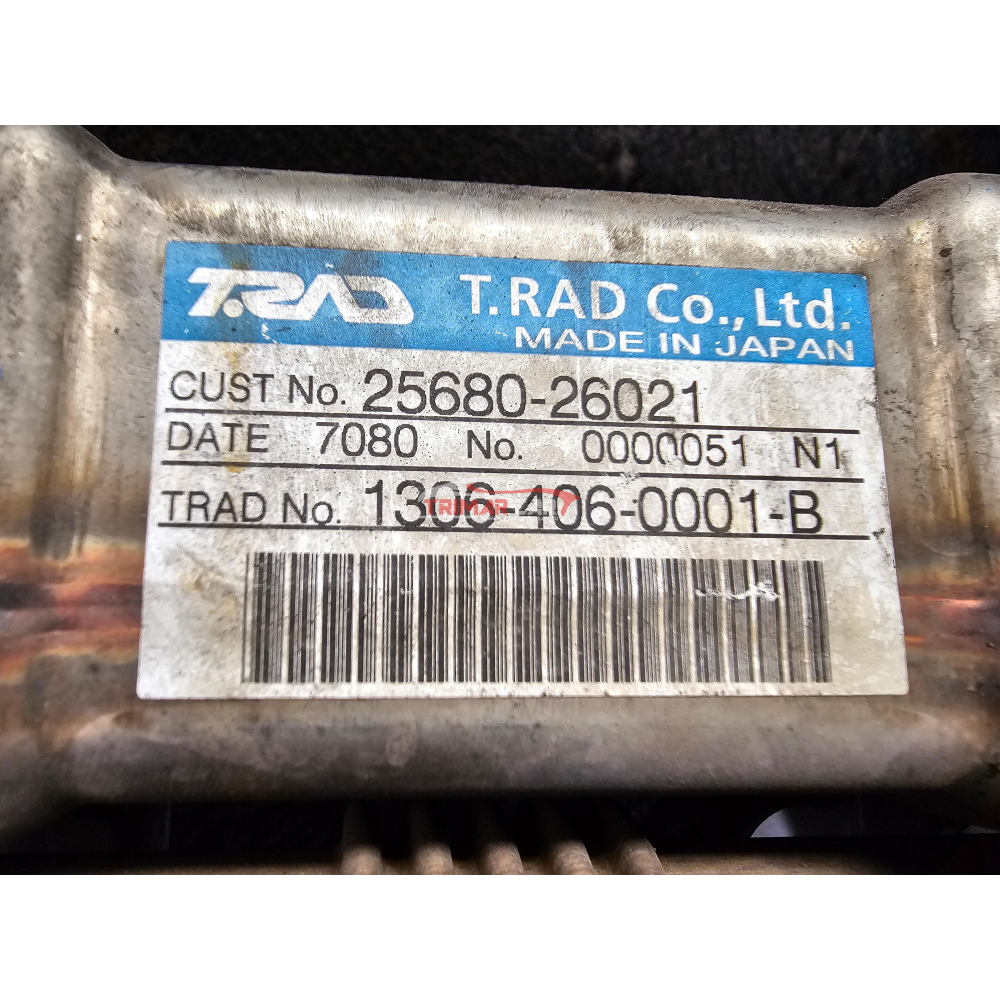 T.RAD T.RAD Co., Ltd.
MADE IN JAPAN
CUST No. 25680-26021
DATE 7080 No. 0000051 N1
TRAD No. 1306-406-0001-B
TRIMAR